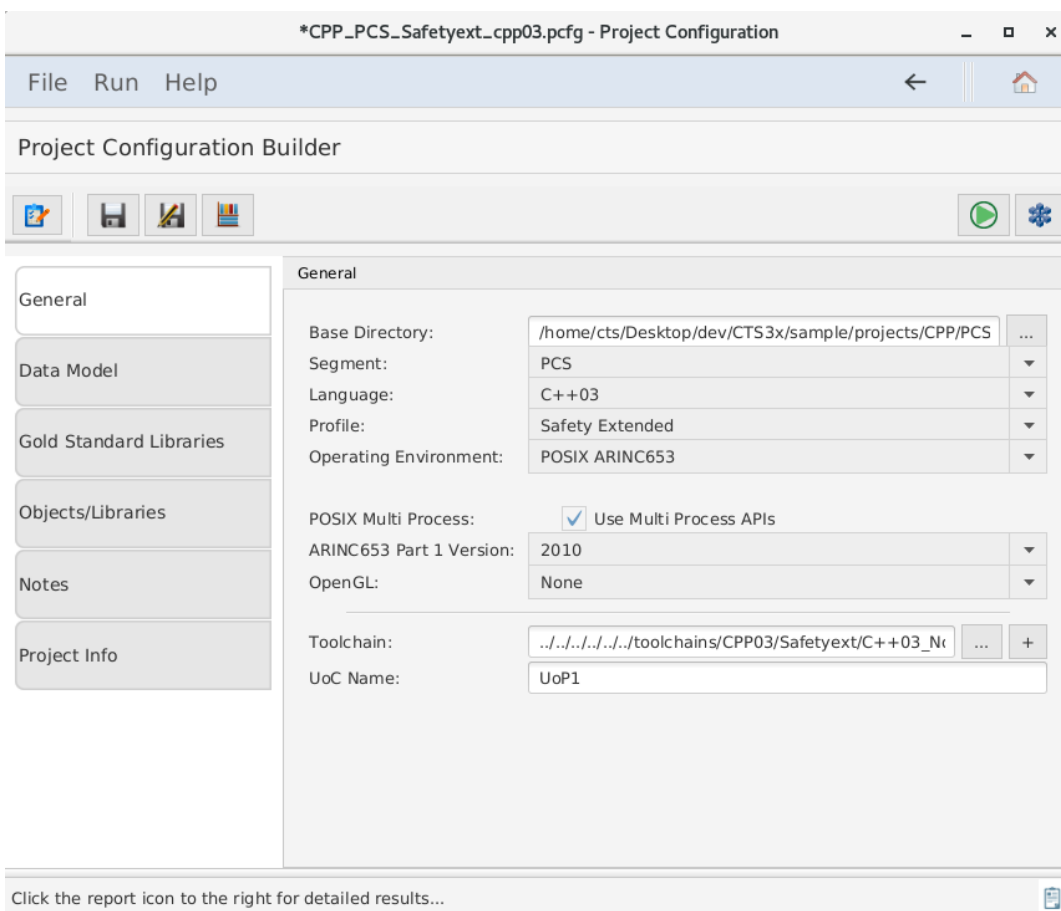 *CPP_PCS_Safetyext_cpp03.pcfg - Project Configuration
File Run Help
Project Configuration Builder
General
Data Model
Gold Standard Libraries
Objects/Libraries
Notes
Project Info
General
Base Directory: /home/cts/Desktop/dev/CTS3x/sample/projects/CPP/PCS ...
Segment: PCS
Language: C++03
Profile: Safety Extended
Operating Environment: POSIX ARINC653
POSIX Multi Process: Use Multi Process APIs
ARINC653 Part 1 Version: 2010
OpenGL: None
Toolchain: ../../../../../../toolchains/CPP03/Safetyext/C++03_No ... +
UoC Name: UoP1
Click the report icon to the right for detailed results...